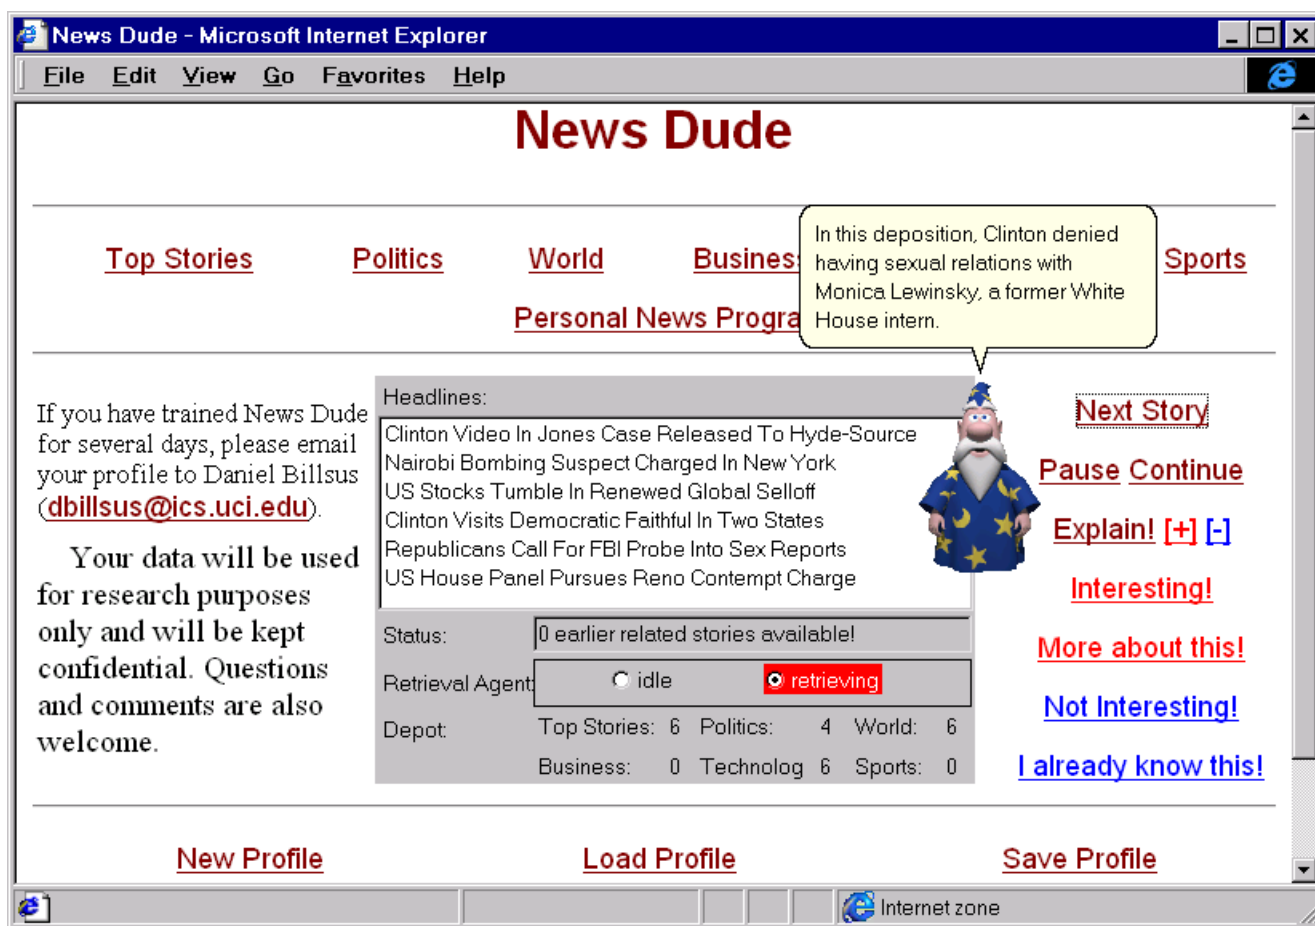 News Dude - Microsoft Internet Explorer
File Edit View Go Favorites Help
News Dude
Top Stories Politics World Business Sports
Personal News
In this deposition, Clinton denied
having sexual relations with
Monica Lewinsky, a former White
House intern.
If you have trained News Dude
for several days, please email
your profile to Daniel Billsus
(dbillsus@ics.uci.edu).
Your data will be used
for research purposes
only and will be kept
confidential. Questions
and comments are also
welcome.
Headlines:
Clinton Video In Jones Case Released To Hyde-Source
Nairobi Bombing Suspect Charged In New York
US Stocks Tumble In Renewed Global Selloff
Clinton Visits Democratic Faithful In Two States
Republicans Call For FBI Probe Into Sex Reports
US House Panel Pursues Reno Contempt Charge
Status: 0 earlier related stories available!
Retrieval Agent: idle retrieving
Depot: Top Stories: 6 Politics: 4 World: 6
Business: 0 Technolog 6 Sports: 0
Next Story
Pause Continue
Explain! [+] [-]
Interesting!
More about this!
Not Interesting!
I already know this!
New Profile Load Profile Save Profile
Internet zone